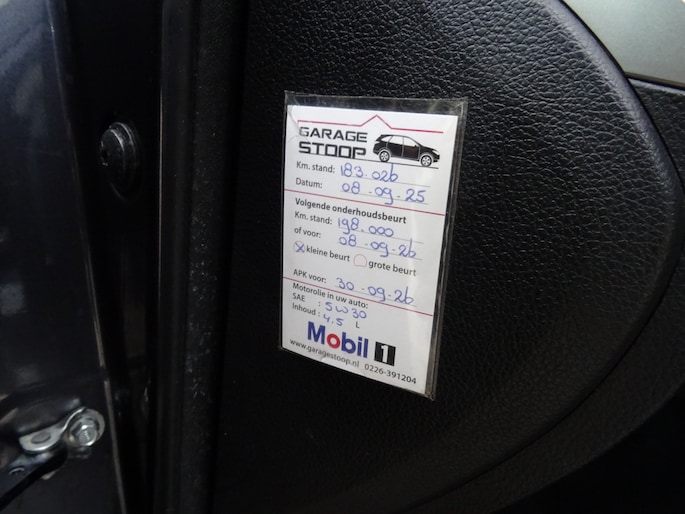 GARAGE
STOOP
Km. stand: 183.026
Datum: 08-09-25
Volgende onderhoudsbeurt
Km. stand: 198.000
of voor: 08-09-26
x kleine beurt grote beurt
APK voor: 30-09-26
Motorolie in uw auto:
SAE : 5W30
Inhoud : 4.5 L
Mobil 1
www.garagestoop.nl 0226-391204